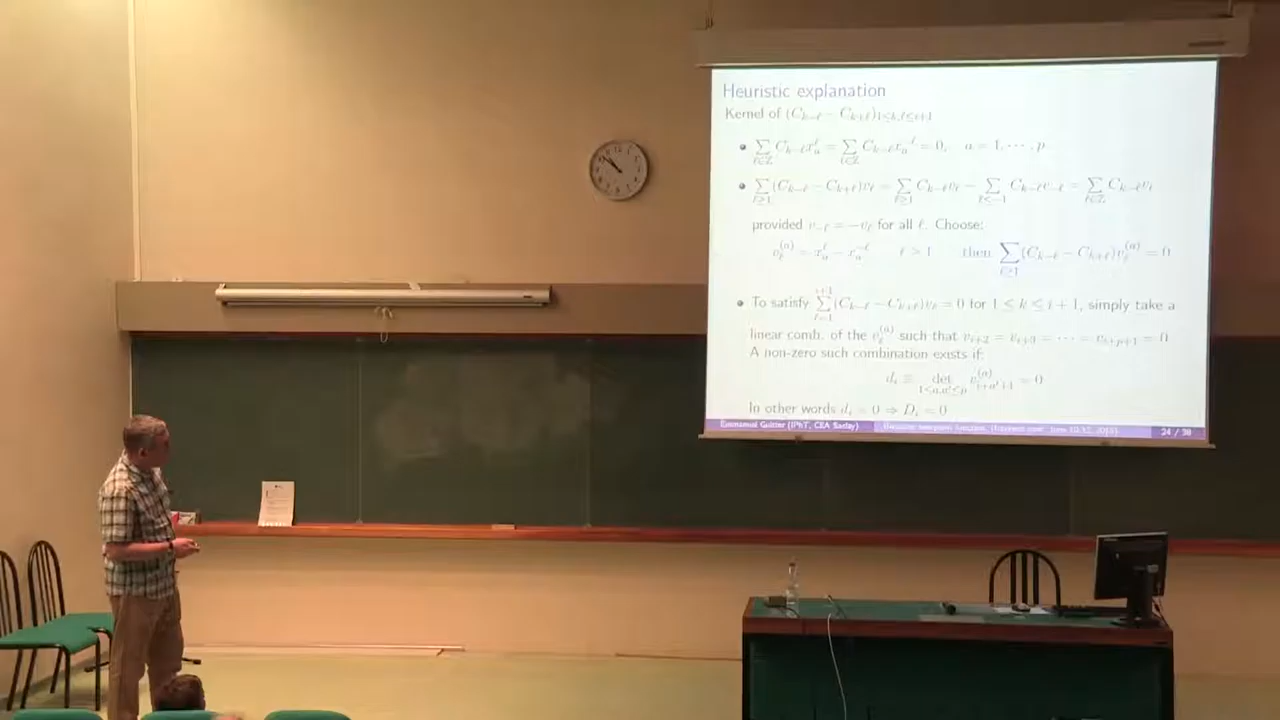 Heuristic explanation
Kernel of (C_{k−ℓ} − C_{k+ℓ})_{1≤k,ℓ≤i+1}
• ∑_{ℓ∈Z} C_{k−ℓ} x_a^ℓ = ∑_{ℓ∈Z} C_{k−ℓ} x_a^{−ℓ} = 0, a = 1, ⋯, p
• ∑_{ℓ≥1} (C_{k−ℓ} − C_{k+ℓ})v_ℓ = ∑_{ℓ≥1} C_{k−ℓ}v_ℓ − ∑_{ℓ≤−1} C_{k−ℓ}v_{−ℓ} = ∑_{ℓ∈Z} C_{k−ℓ}v_ℓ
provided v_{−ℓ} = −v_ℓ for all ℓ. Choose:
v_ℓ^{(a)} = x_a^ℓ − x_a^{−ℓ} ℓ ≥ 1 then ∑_{ℓ≥1} (C_{k−ℓ} − C_{k+ℓ})v_ℓ^{(a)} = 0
• To satisfy ∑_{ℓ=1}^{i+1} (C_{k−ℓ} − C_{k+ℓ})v_ℓ = 0 for 1 ≤ k ≤ i + 1, simply take a
linear comb. of the v_ℓ^{(a)} such that v_{i+2} = v_{i+3} = ⋯ = v_{i+p+1} = 0
A non-zero such combination exists if:
d_i ≡ det_{1≤a,a'≤p} v_{i+a'+1}^{(a)} = 0
In other words d_i = 0 ⇒ D_i = 0
Emmanuel Guitter (IPhT, CEA Saclay)
24 / 38